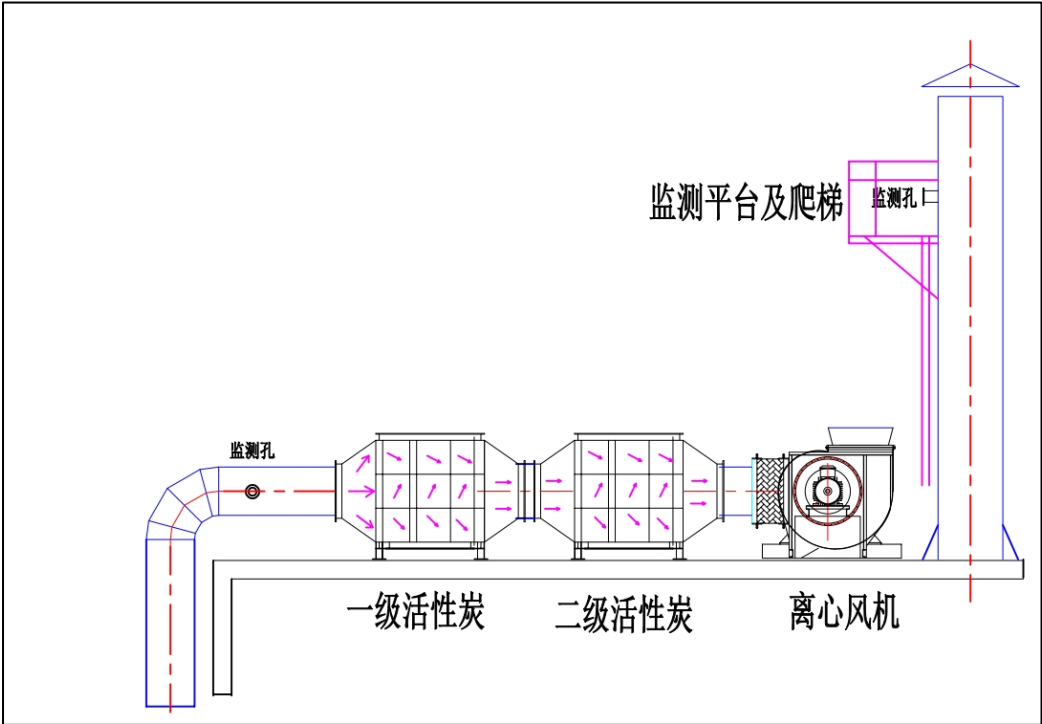 监测平台及爬梯
监测孔
监测孔
一级活性炭
二级活性炭
离心风机